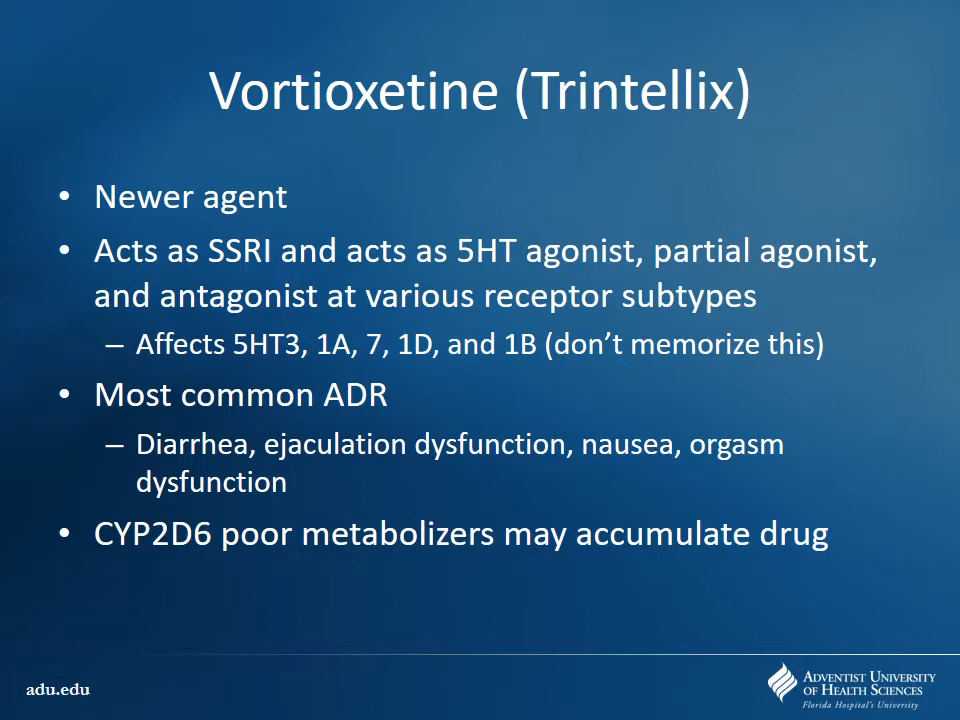 Vortioxetine (Trintellix)
• Newer agent
• Acts as SSRI and acts as 5HT agonist, partial agonist,
and antagonist at various receptor subtypes
– Affects 5HT3, 1A, 7, 1D, and 1B (don’t memorize this)
• Most common ADR
– Diarrhea, ejaculation dysfunction, nausea, orgasm
dysfunction
• CYP2D6 poor metabolizers may accumulate drug
adu.edu
ADVENTIST UNIVERSITY
OF HEALTH SCIENCES
Florida Hospital's University